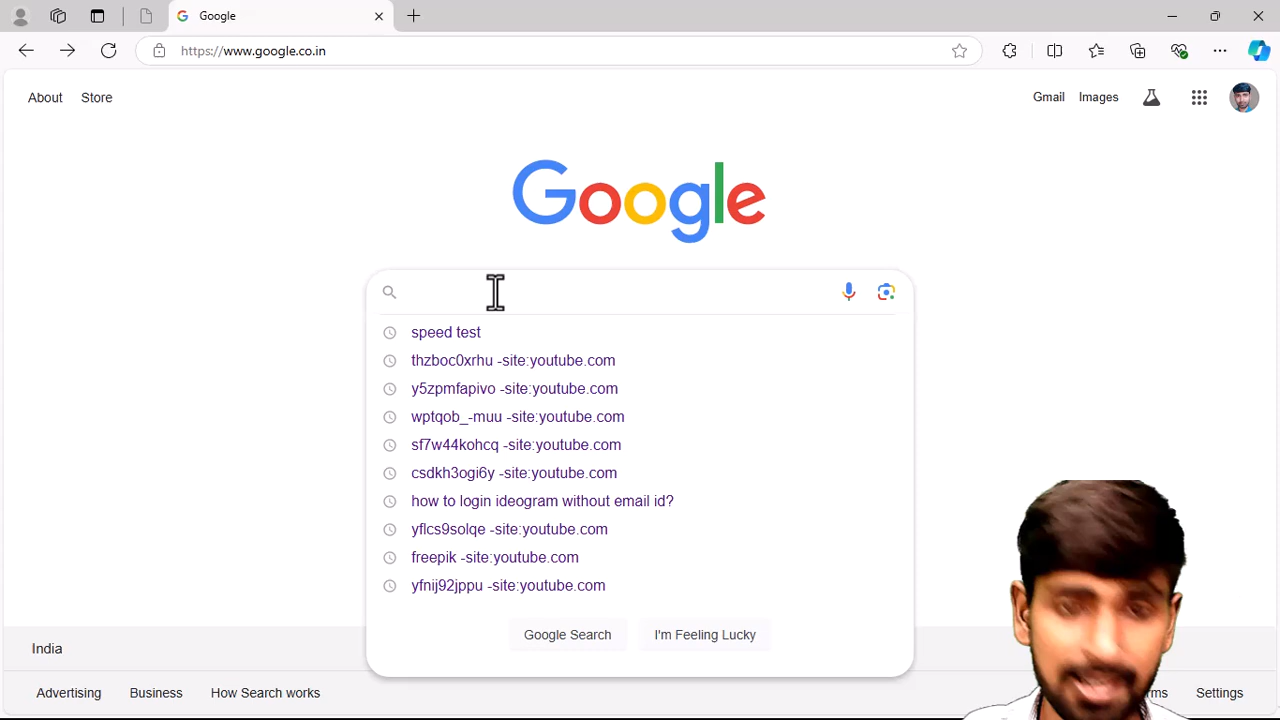 Google
https://www.google.co.in
About
Store
Gmail
Images
Google
speed test
thzboc0xrhu -site:youtube.com
y5zpmfapivo -site:youtube.com
wptqob_-muu -site:youtube.com
sf7w44kohcq -site:youtube.com
csdkh3ogi6y -site:youtube.com
how to login ideogram without email id?
yflcs9solqe -site:youtube.com
freepik -site:youtube.com
yfnij92jppu -site:youtube.com
Google Search
I'm Feeling Lucky
India
Advertising
Business
How Search works
Settings